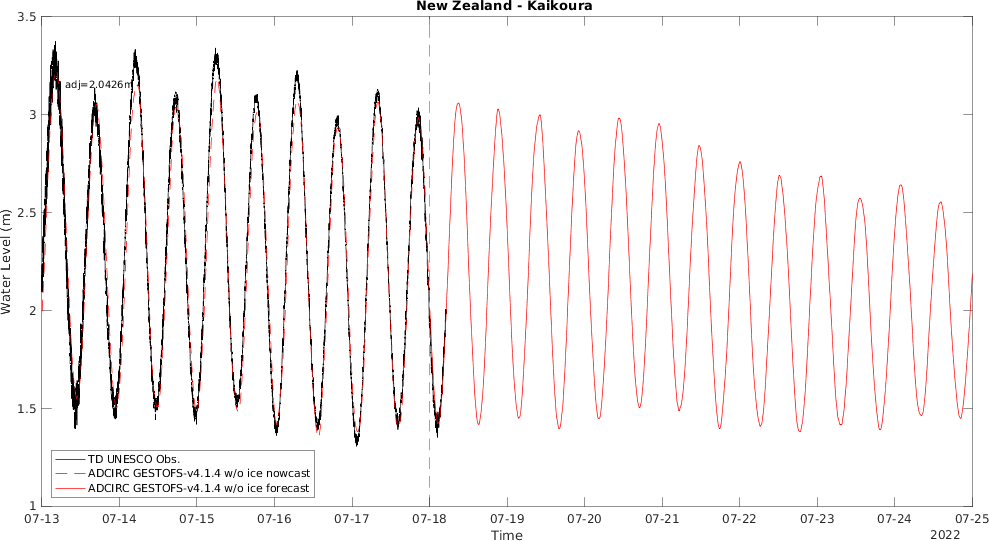 New Zealand - Kaikoura
3.5
3
2.5
2
1.5
1
Water Level (m)
adj=2.0426m
TD UNESCO Obs.
ADCIRC GESTOFS-v4.1.4 w/o ice nowcast
ADCIRC GESTOFS-v4.1.4 w/o ice forecast
07-13 07-14 07-15 07-16 07-17 07-18 07-19 07-20 07-21 07-22 07-23 07-24 07-25
Time
2022